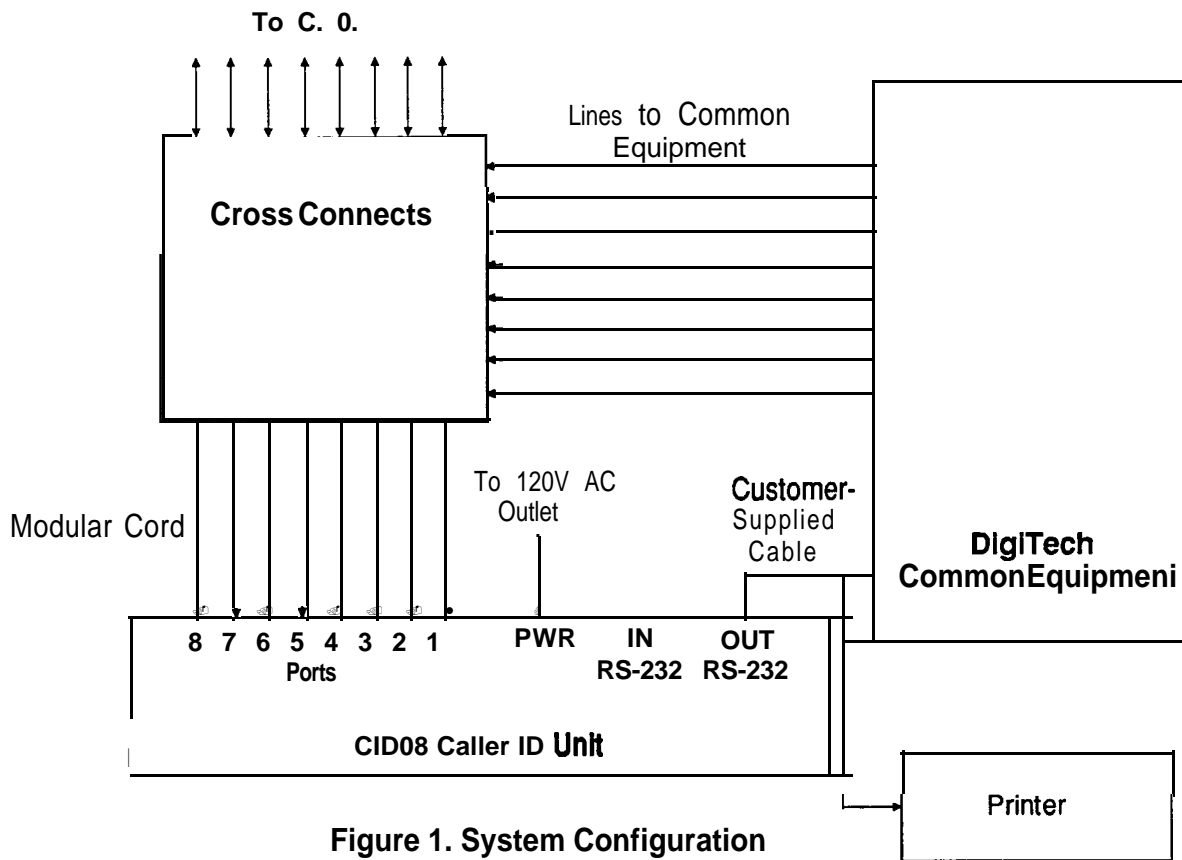 To C. 0.
Lines to Common
Equipment
Cross Connects
To 120V AC
Outlet
Customer-
Supplied
Cable
Modular Cord
DigiTech
CommonEquipmeni
8 7 6 5 4 3 2 1
Ports
PWR
IN
RS-232
OUT
RS-232
CID08 Caller ID Unit
Printer
Figure 1. System Configuration